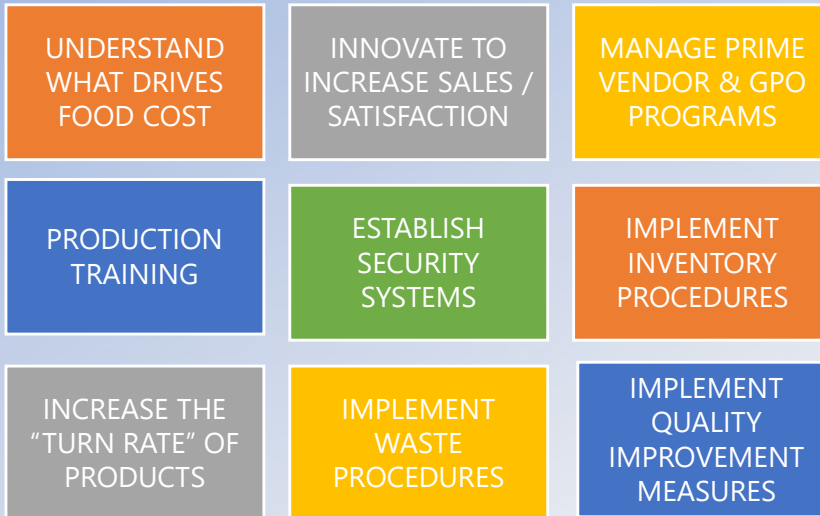 UNDERSTAND
WHAT DRIVES
FOOD COST
INNOVATE TO
INCREASE SALES /
SATISFACTION
MANAGE PRIME
VENDOR & GPO
PROGRAMS
PRODUCTION
TRAINING
ESTABLISH
SECURITY
SYSTEMS
IMPLEMENT
INVENTORY
PROCEDURES
INCREASE THE
“TURN RATE” OF
PRODUCTS
IMPLEMENT
WASTE
PROCEDURES
IMPLEMENT
QUALITY
IMPROVEMENT
MEASURES